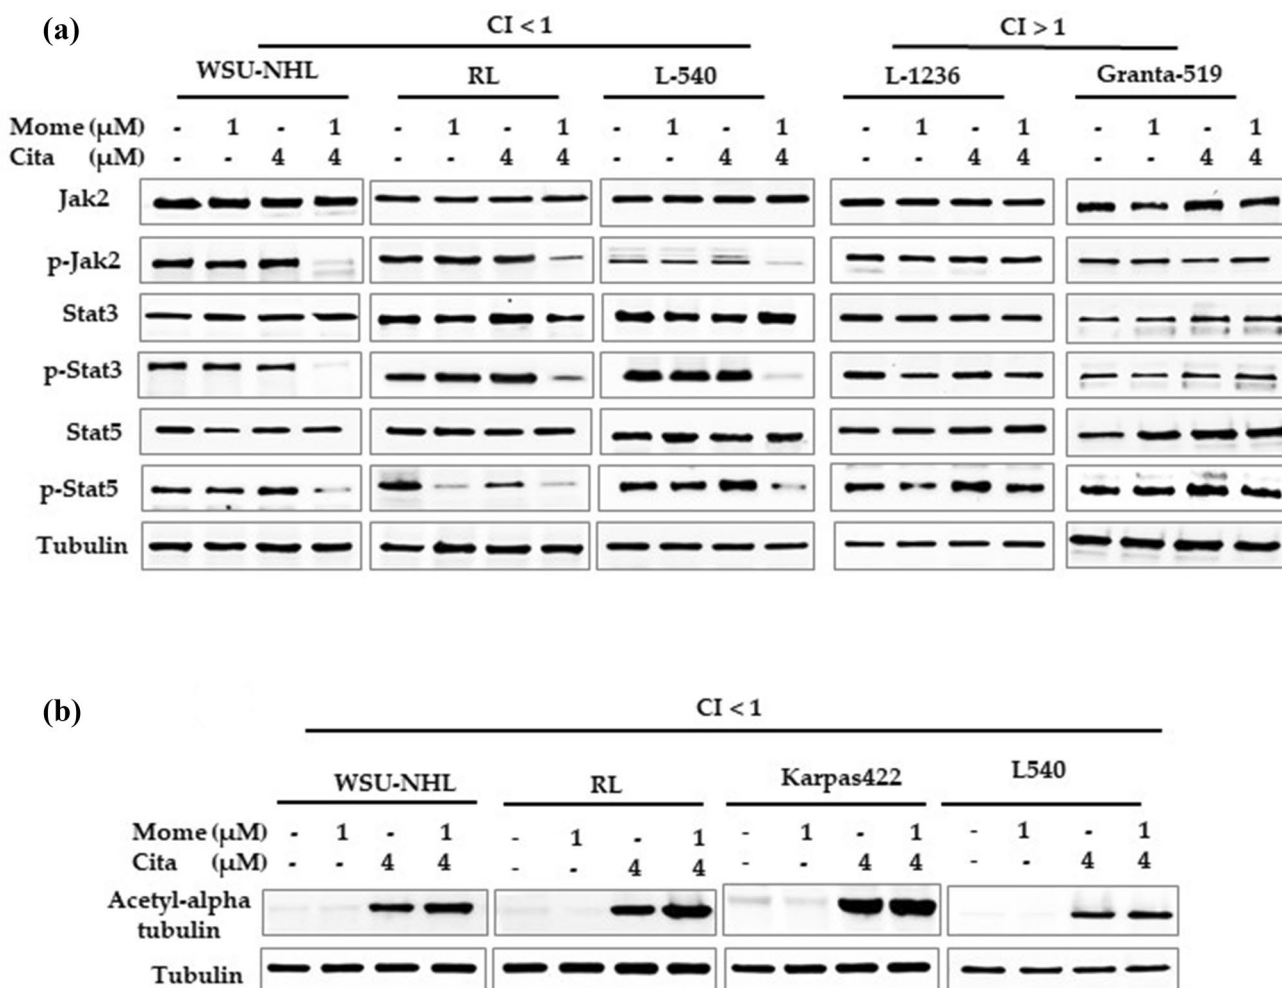 (a)
CI < 1 CI > 1
WSU-NHL RL L-540 L-1236 Granta-519
Mome (µM) - 1 - 1 - 1 - 1 - 1 - 1 - 1 - 1 - 1 - 1
Cita (µM) - - 4 4 - - 4 4 - - 4 4 - - 4 4 - - 4 4
Jak2
p-Jak2
Stat3
p-Stat3
Stat5
p-Stat5
Tubulin
(b)
CI < 1
WSU-NHL RL Karpas422 L540
Mome (µM) - 1 - 1 - 1 - 1 - 1 - 1 - 1 - 1
Cita (µM) - - 4 4 - - 4 4 - - 4 4 - - 4 4
Acetyl-alpha
tubulin
Tubulin